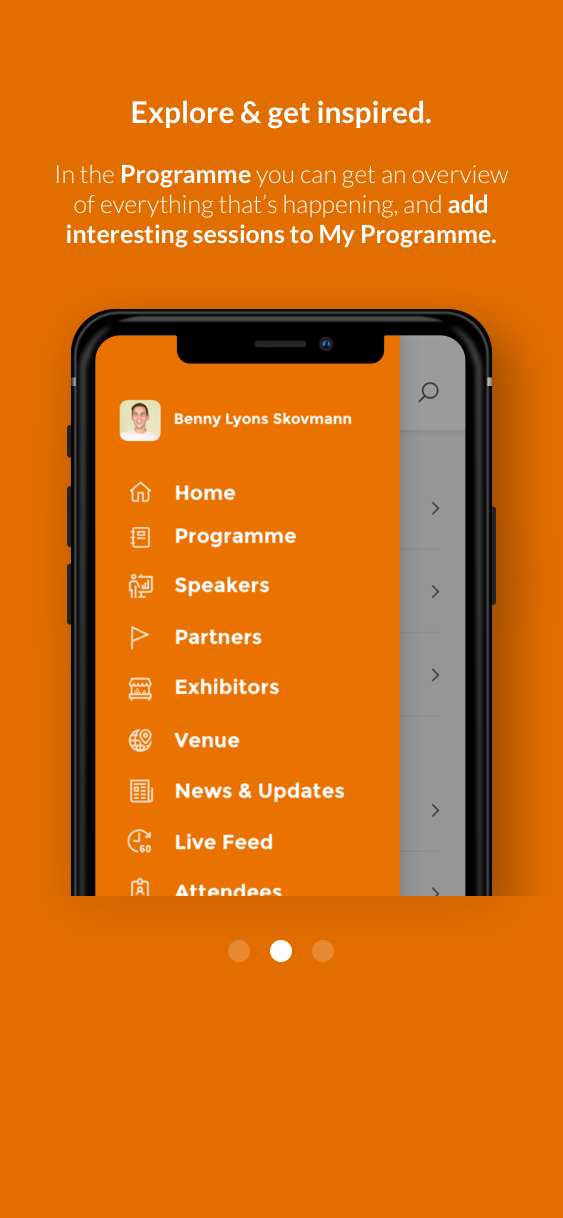 Explore & get inspired.
In the Programme you can get an overview
of everything that’s happening, and add
interesting sessions to My Programme.
Benny Lyons Skovmann
Home
Programme
Speakers
Partners
Exhibitors
Venue
News & Updates
60
Live Feed
Attendees